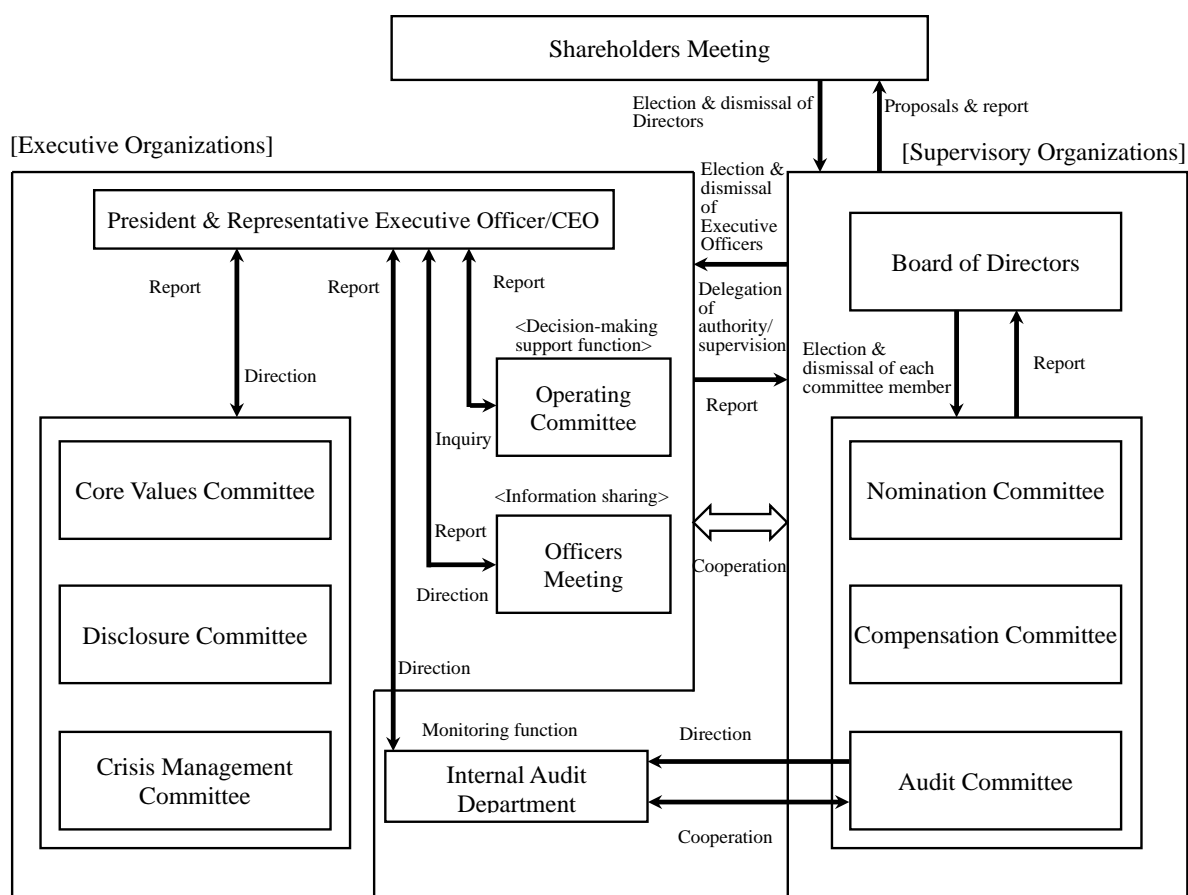 Shareholders Meeting
Election & dismissal of
Directors
Proposals & report
[Executive Organizations]
[Supervisory Organizations]
President & Representative Executive Officer/CEO
Election &
dismissal
of
Executive
Officers
Board of Directors
Report
Report
Report
Delegation
of
authority/
supervision
<Decision-making
support function>
Election &
dismissal of each
committee member
Report
Direction
Operating
Committee
Report
Inquiry
Core Values Committee
Nomination Committee
<Information sharing>
Report
Officers
Meeting
Cooperation
Direction
Disclosure Committee
Compensation Committee
Direction
Monitoring function
Direction
Crisis Management
Committee
Internal Audit
Department
Audit Committee
Cooperation